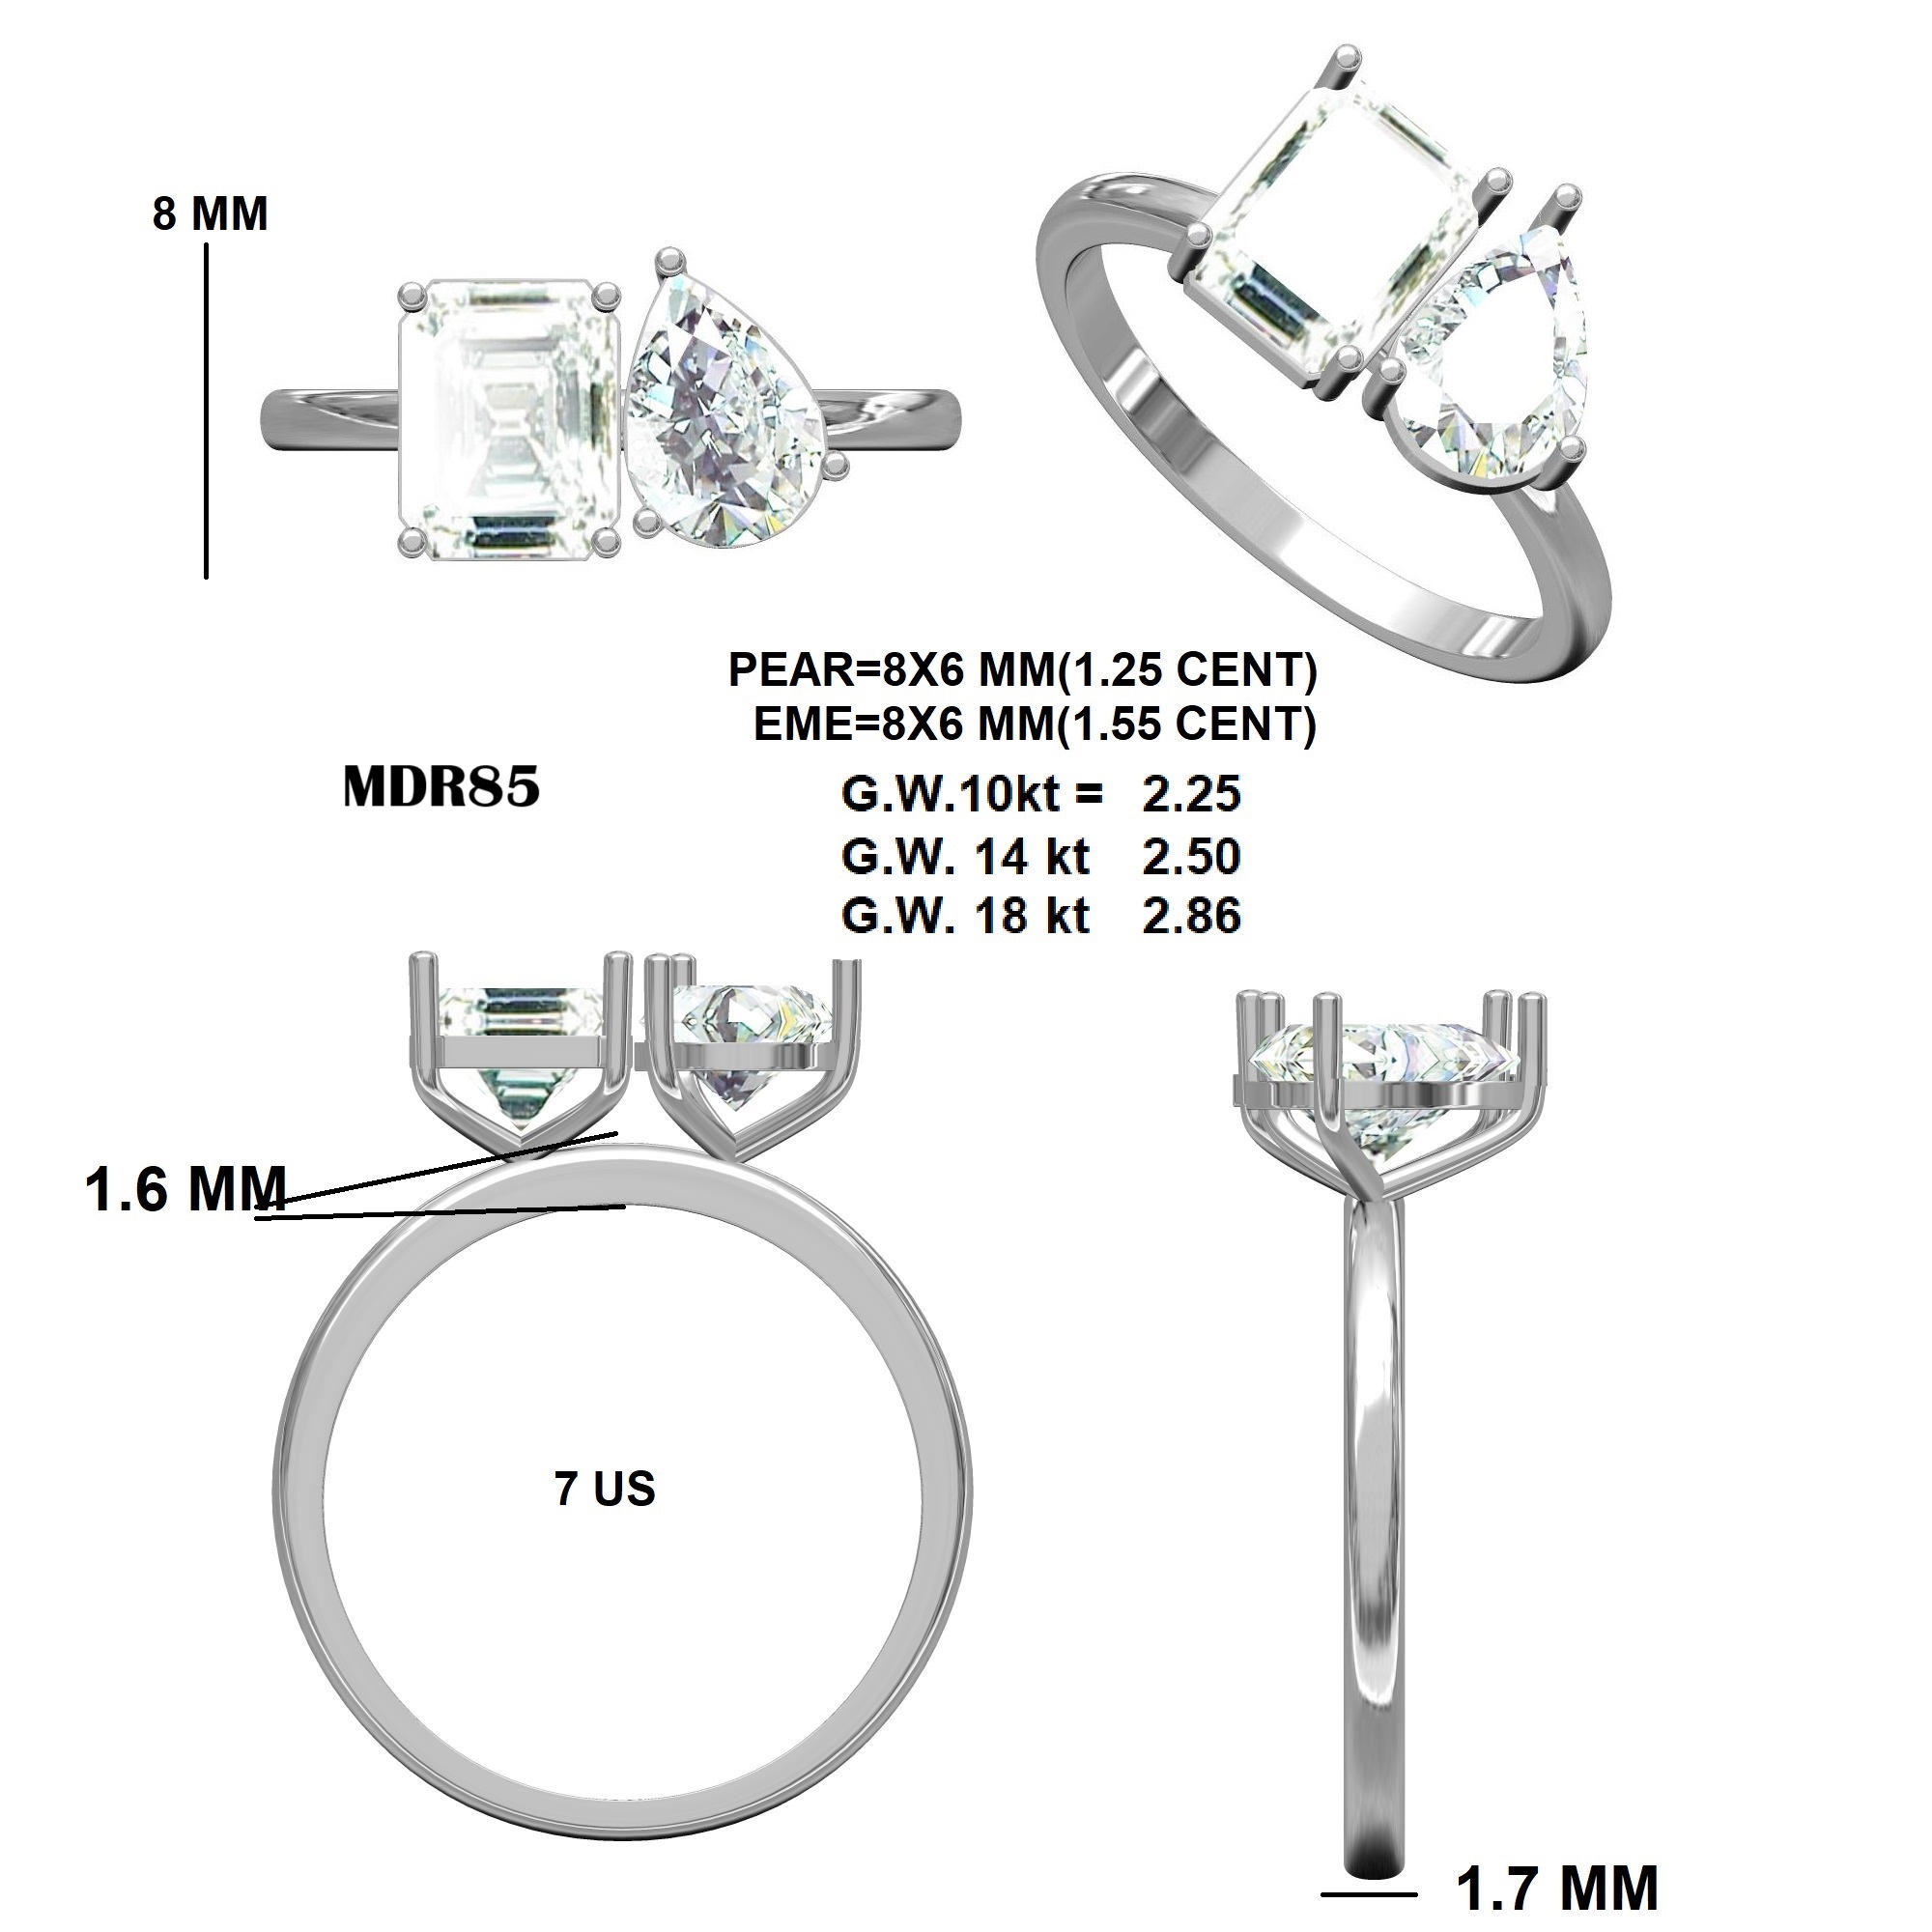 8 MM
PEAR=8X6 MM(1.25 CENT)
EME=8X6 MM(1.55 CENT)
MDR85
G.W.10kt = 2.25
G.W. 14 kt 2.50
G.W. 18 kt 2.86
1.6 MM
7 US
1.7 MM